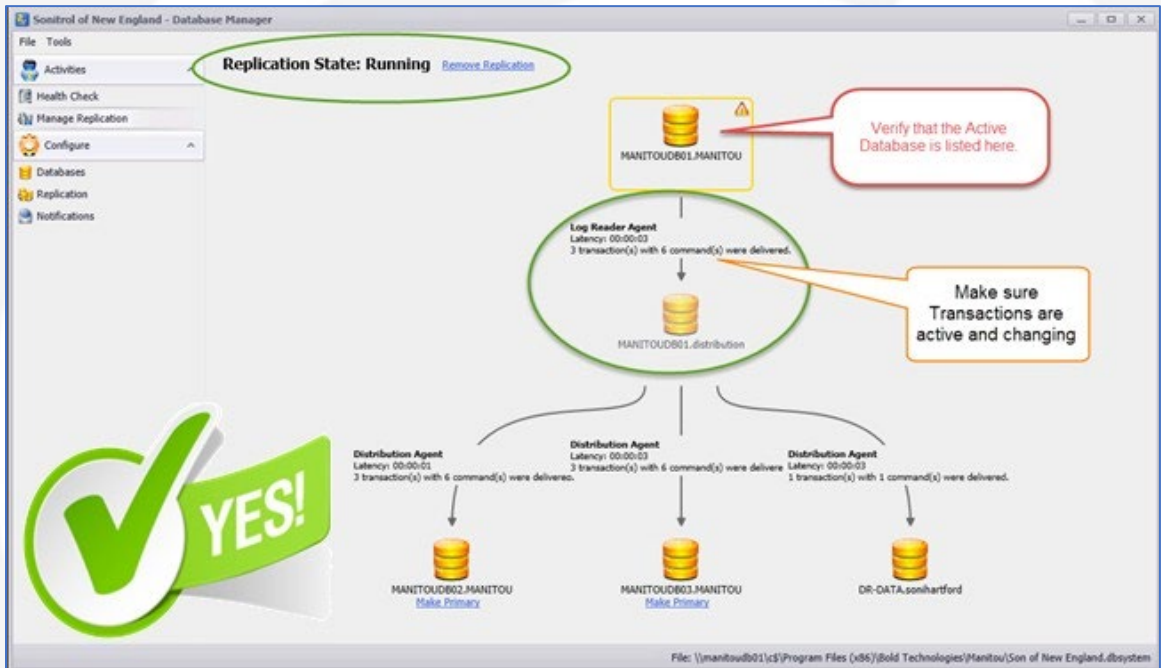 Sonitrol of New England - Database Manager
File Tools
Activities
Health Check
Manage Replication
Configure
Databases
Replication
Notifications
Replication State: Running Remove Replication
MANITOUDB01.MANITOU
Verify that the Active
Database is listed here.
Log Reader Agent
Latency: 00:00:03
3 transaction(s) with 6 command(s) were delivered.
MANITOUDB01.distribution
Make sure
Transactions are
active and changing
Distribution Agent
Latency: 00:00:01
3 transaction(s) with 6 command(s) were delivered.
Distribution Agent
Latency: 00:00:03
3 transaction(s) with 6 command(s) were delivere
Distribution Agent
Latency: 00:00:03
1 transaction(s) with 1 command(s) were delivered.
YES!
MANITOUDB02.MANITOU
Make Primary
MANITOUDB03.MANITOU
Make Primary
DR-DATA.sonihartford
File: \\manitoudb01\c$\Program Files (x86)\Bold Technologies\Manitou\Son of New England.dbsystem